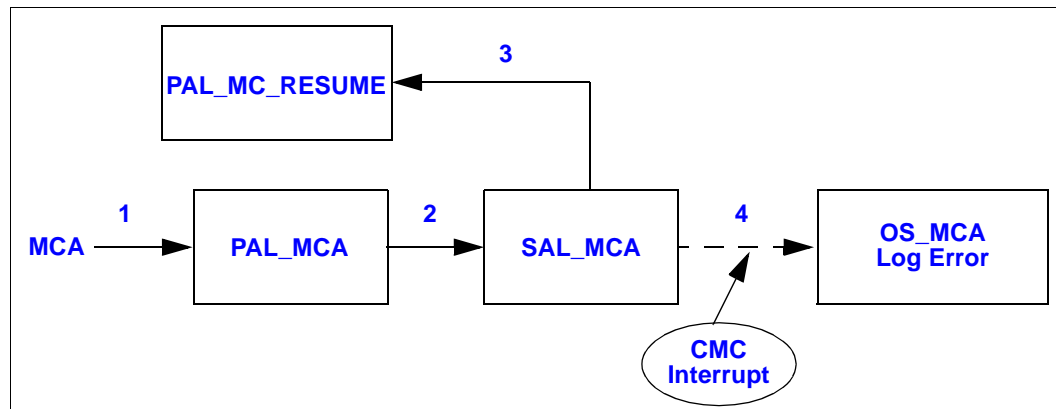 3
PAL_MC_RESUME
1
2
4
MCA
PAL_MCA
SAL_MCA
OS_MCA
Log Error
CMC
Interrupt